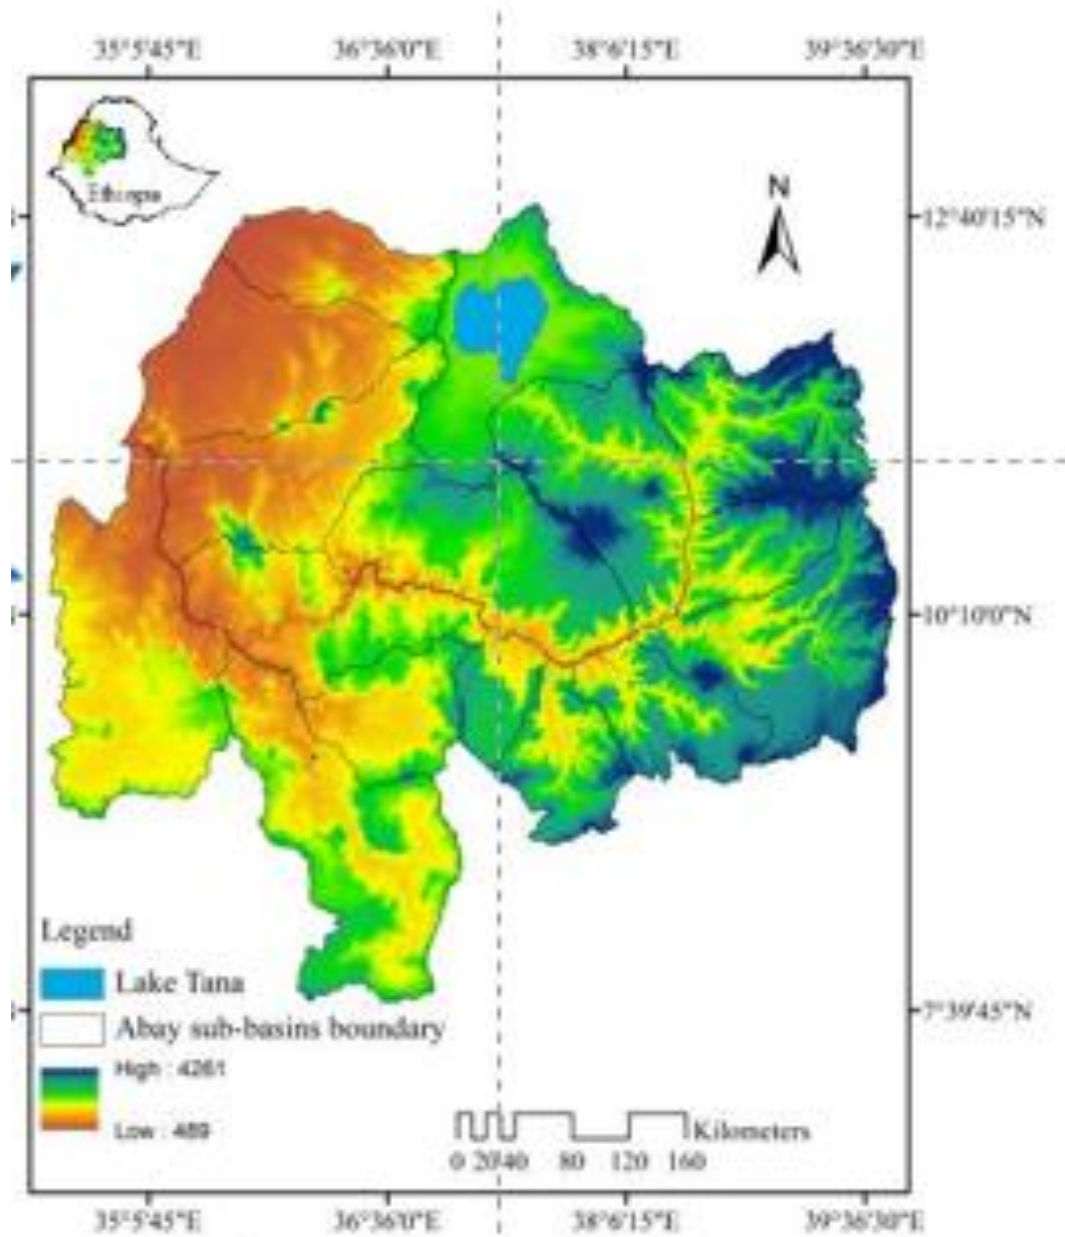 35°5'45"E 36°36'0"E 38°6'15"E 39°36'30"E
Ethiopia
N
12°40'15"N
10°10'0"N
7°39'45"N
Legend
Lake Tana
Abay sub-basins boundary
High : 4261
Low : 489
Kilometers
0 20 40 80 120 160
35°5'45"E 36°36'0"E 38°6'15"E 39°36'30"E